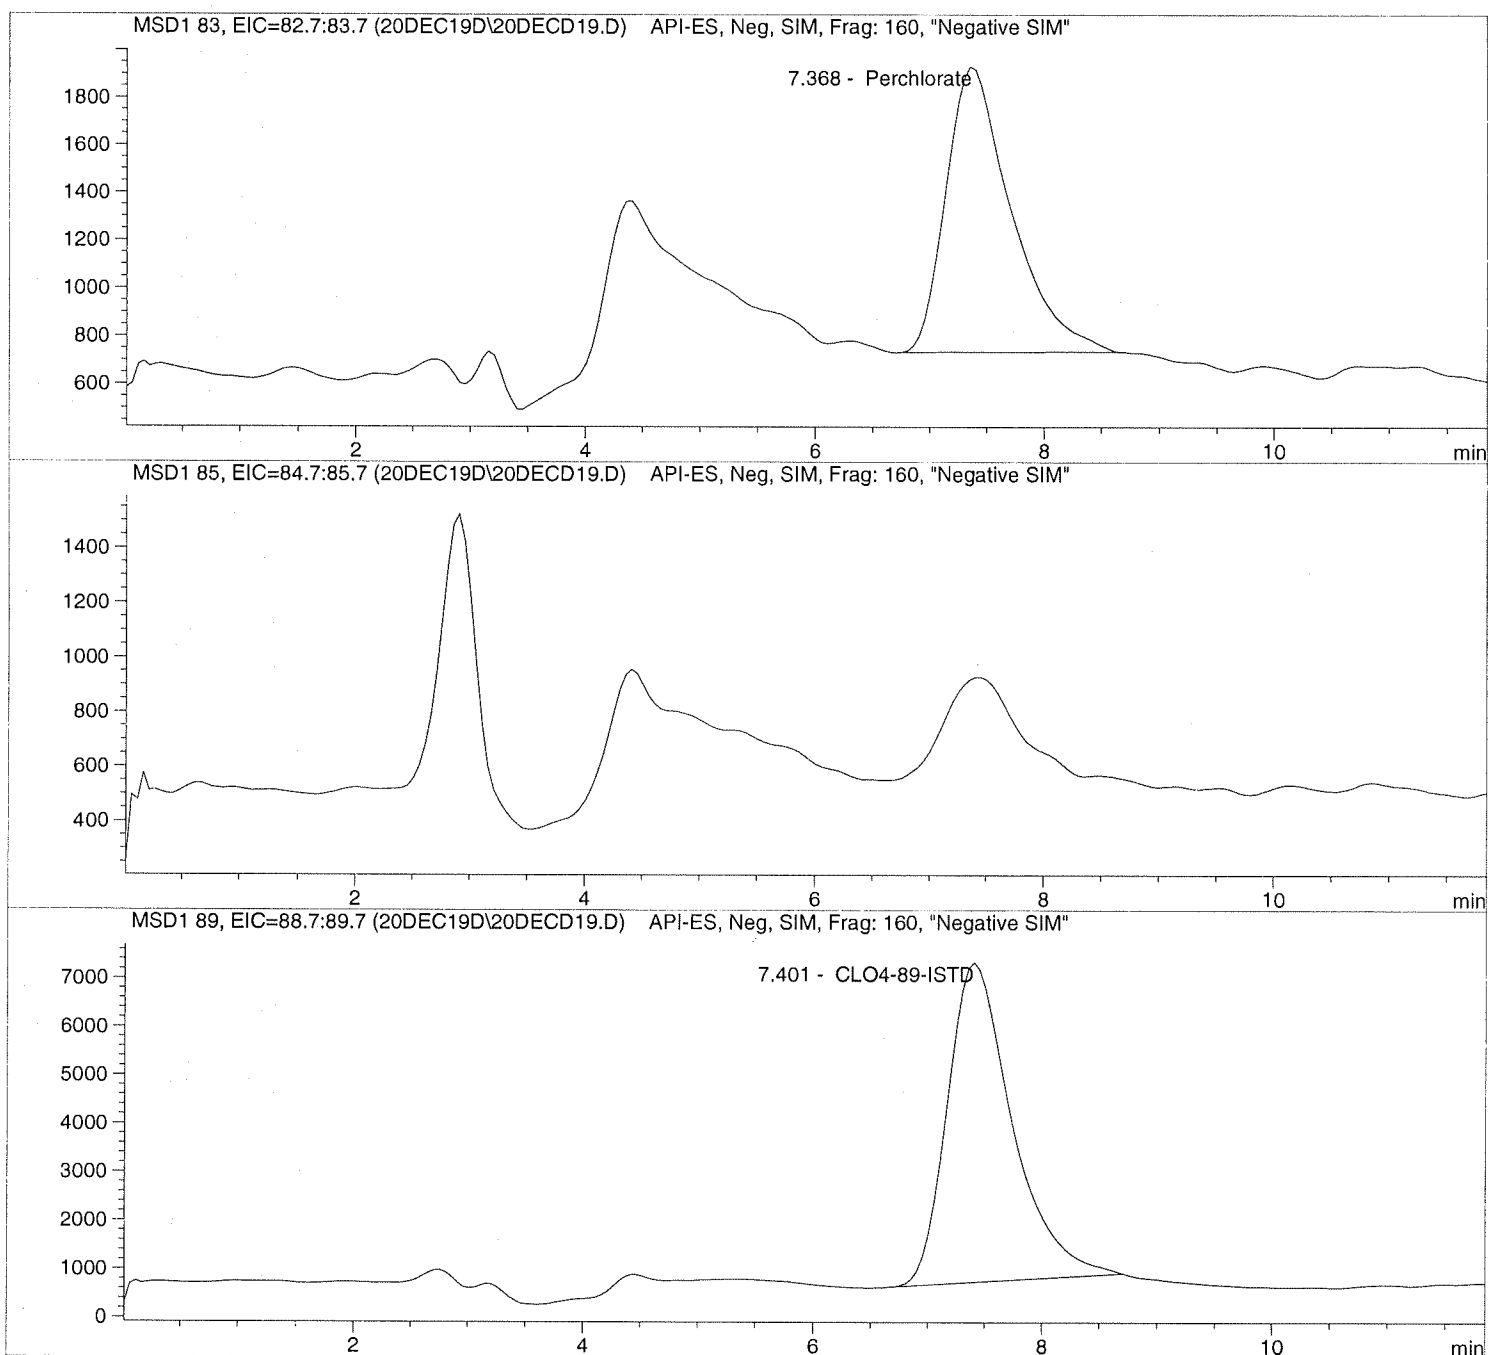 MSD1 83, EIC=82.7:83.7 (20DEC19D\20DECD19.D) API-ES, Neg, SIM, Frag: 160, "Negative SIM"
7.368 - Perchlorate
1800
1600
1400
1200
1000
800
600
2 4 6 8 10 min
MSD1 85, EIC=84.7:85.7 (20DEC19D\20DECD19.D) API-ES, Neg, SIM, Frag: 160, "Negative SIM"
1400
1200
1000
800
600
400
2 4 6 8 10 min
MSD1 89, EIC=88.7:89.7 (20DEC19D\20DECD19.D) API-ES, Neg, SIM, Frag: 160, "Negative SIM"
7.401 - CLO4-89-ISTD
7000
6000
5000
4000
3000
2000
1000
0
2 4 6 8 10 min